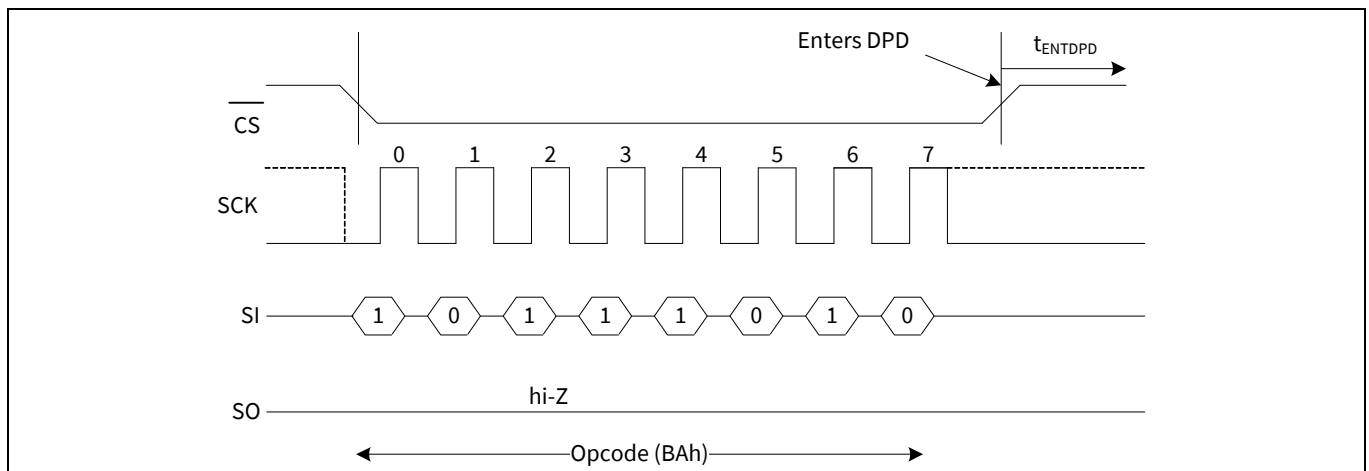 Enters DPD
tENTDPD
CS
0 1 2 3 4 5 6 7
SCK
SI 1 0 1 1 1 0 1 0
hi-Z
SO
Opcode (BAh)